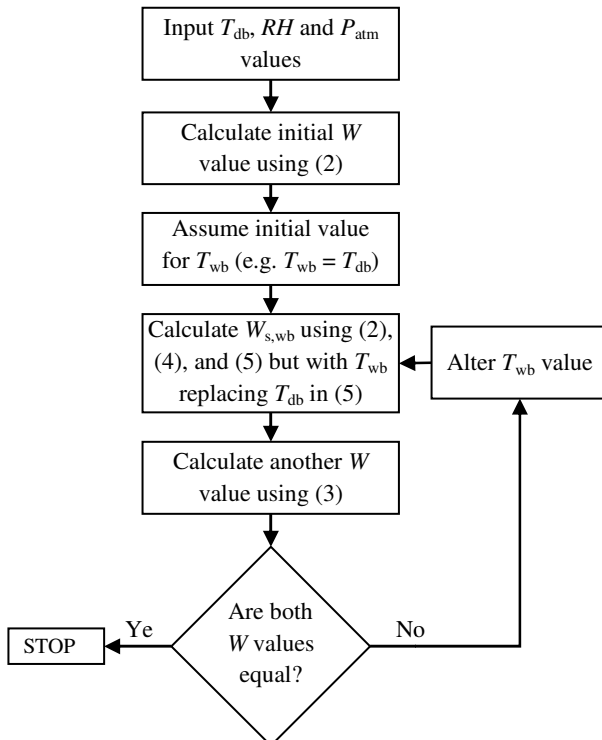 Input T_db, RH and P_atm
values
Calculate initial W
value using (2)
Assume initial value
for T_wb (e.g. T_wb = T_db)
Calculate W_s,wb using (2),
(4), and (5) but with T_wb
replacing T_db in (5)
Alter T_wb value
Calculate another W
value using (3)
Are both
W values
equal?
Ye
No
STOP